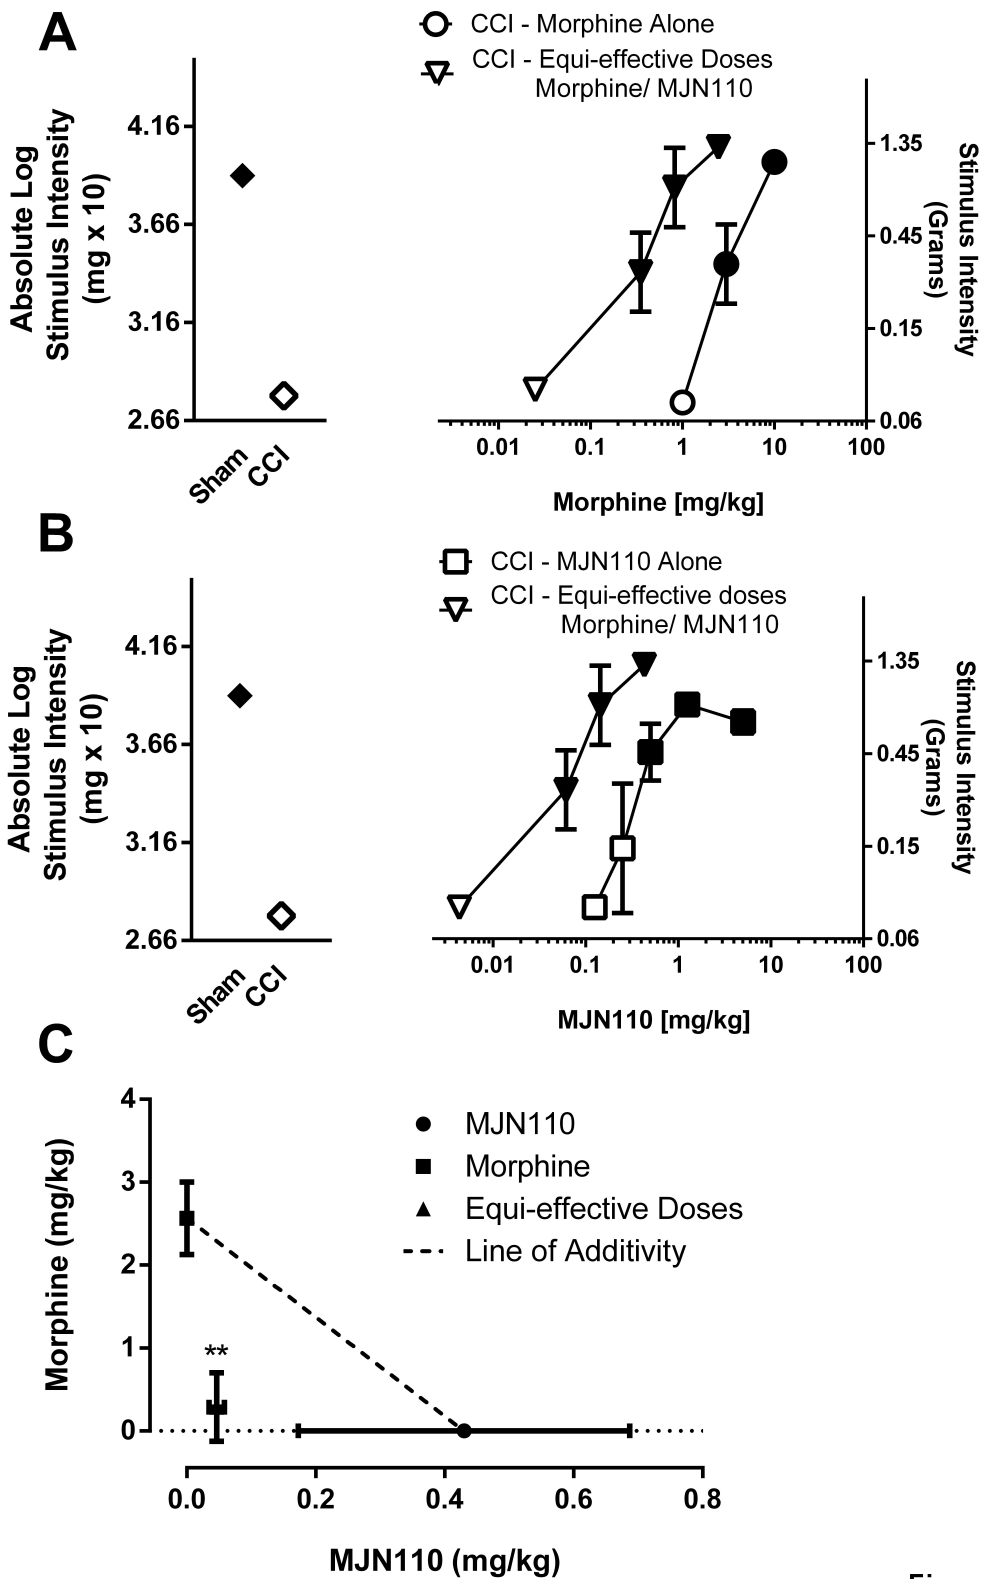 A
CCI - Morphine Alone
CCI - Equi-effective Doses
Morphine/ MJN110
Absolute Log
Stimulus Intensity
(mg x 10)
4.16
3.66
3.16
2.66
Sham
CCI
1.35
0.45
0.15
0.06
Stimulus Intensity
(Grams)
0.01
0.1
1
10
100
Morphine [mg/kg]
B
CCI - MJN110 Alone
CCI - Equi-effective doses
Morphine/ MJN110
Absolute Log
Stimulus Intensity
(mg x 10)
4.16
3.66
3.16
2.66
Sham
CCI
1.35
0.45
0.15
0.06
Stimulus Intensity
(Grams)
0.01
0.1
1
10
100
MJN110 [mg/kg]
C
MJN110
Morphine
Equi-effective Doses
Line of Additivity
Morphine (mg/kg)
4
3
2
1
0
**
0.0
0.2
0.4
0.6
0.8
MJN110 (mg/kg)